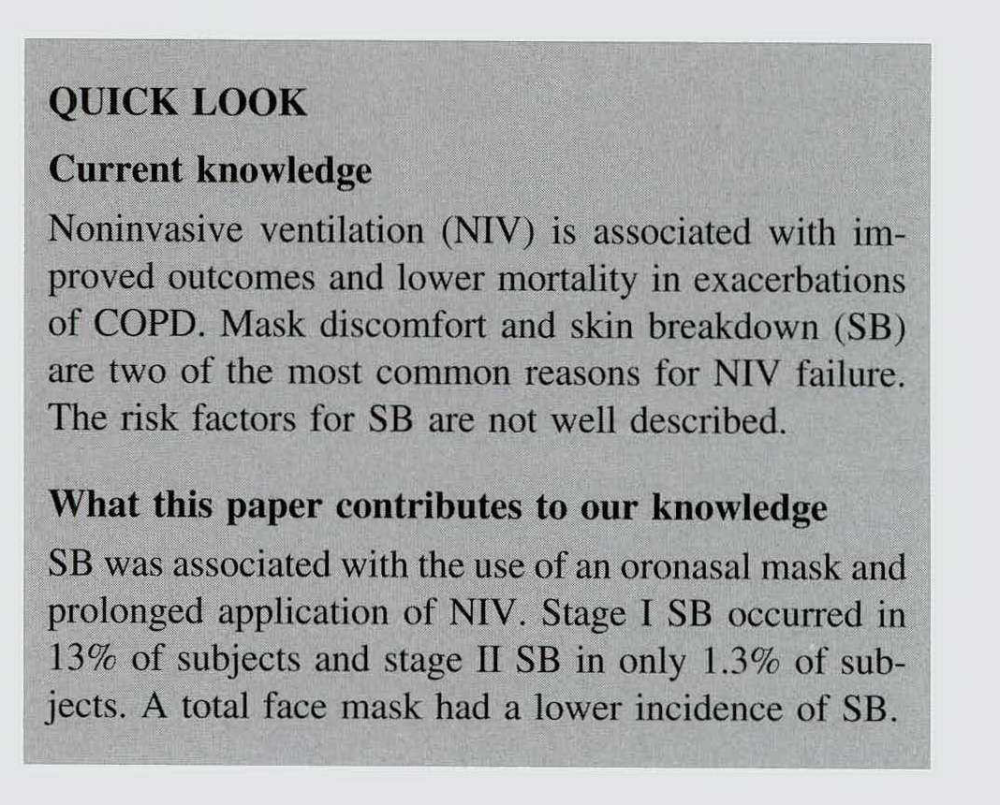 QUICK LOOK
Current knowledge
Noninvasive ventilation (NIV) is associated with im-
proved outcomes and lower mortality in exacerbations
of COPD. Mask discomfort and skin breakdown (SB)
are two of the most common reasons for NIV failure.
The risk factors for SB are not well described.
What this paper contributes to our knowledge
SB was associated with the use of an oronasal mask and
prolonged application of NIV. Stage I SB occurred in
13% of subjects and stage II SB in only 1.3% of sub-
jects. A total face mask had a lower incidence of SB.